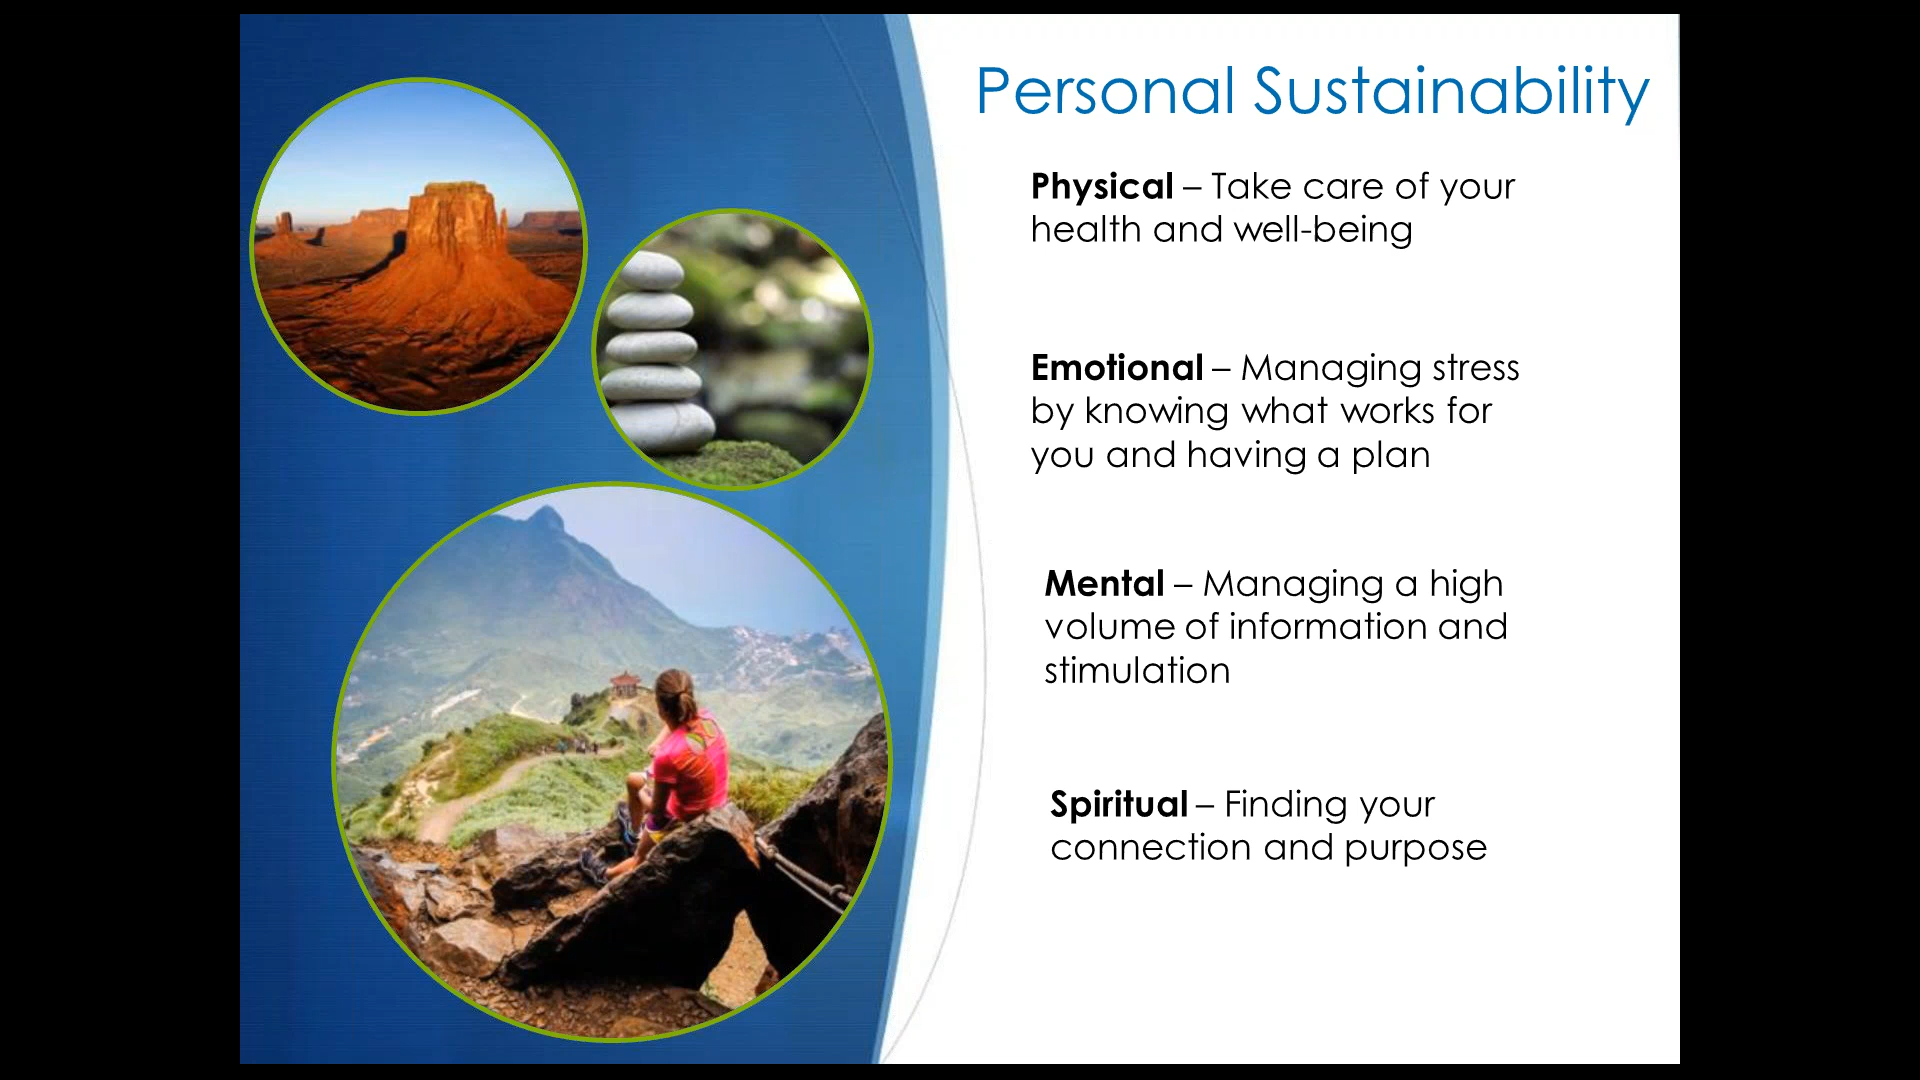 Personal Sustainability
Physical – Take care of your
health and well-being
Emotional – Managing stress
by knowing what works for
you and having a plan
Mental – Managing a high
volume of information and
stimulation
Spiritual – Finding your
connection and purpose